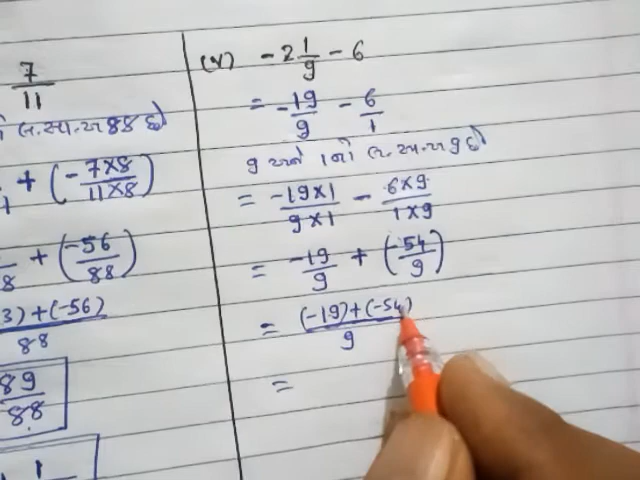 7/11
લ.સા.અ 88 છે
+ (-7×8/11×8)
+ (-56/88)
3)+(-56)/88
89/88
1
(૪) -2 1/9 - 6
= -19/9 - 6/1
9 અને 1 નો લ.સા.અ 9 છે
= -19×1/9×1 - 6×9/1×9
= -19/9 + (-54/9)
= (-19)+(-54)/9
=